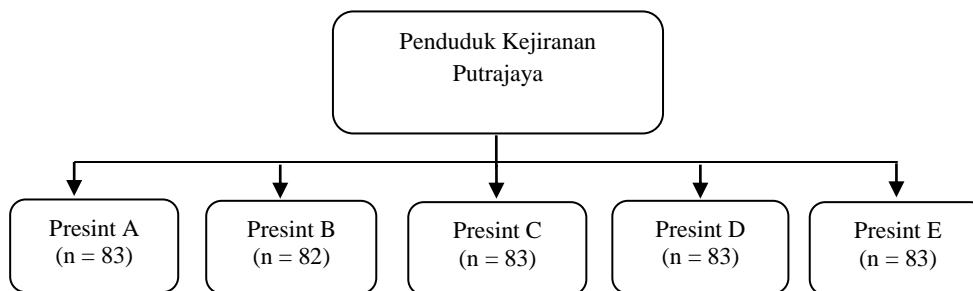 Penduduk Kejiranan
Putrajaya
Presint A
(n = 83)
Presint B
(n = 82)
Presint C
(n = 83)
Presint D
(n = 83)
Presint E
(n = 83)